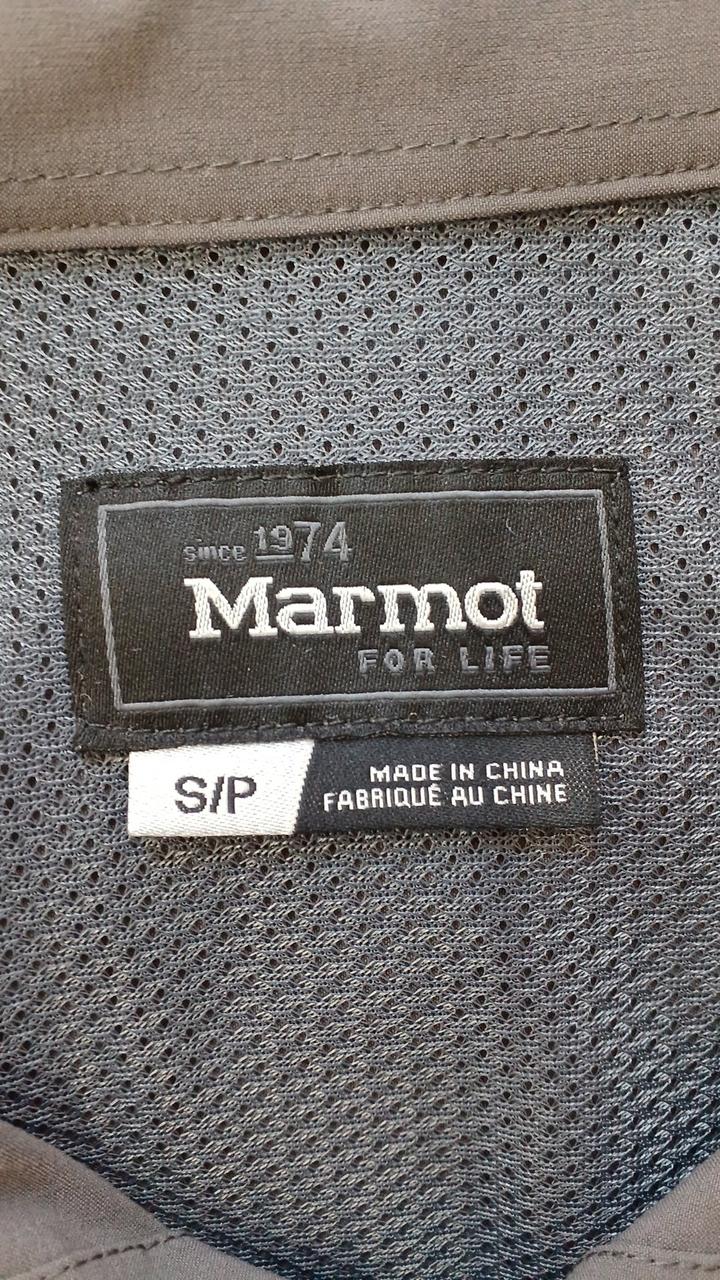 since 1974
Marmot
FOR LIFE
S/P
MADE IN CHINA
FABRIQUÉ AU CHINE